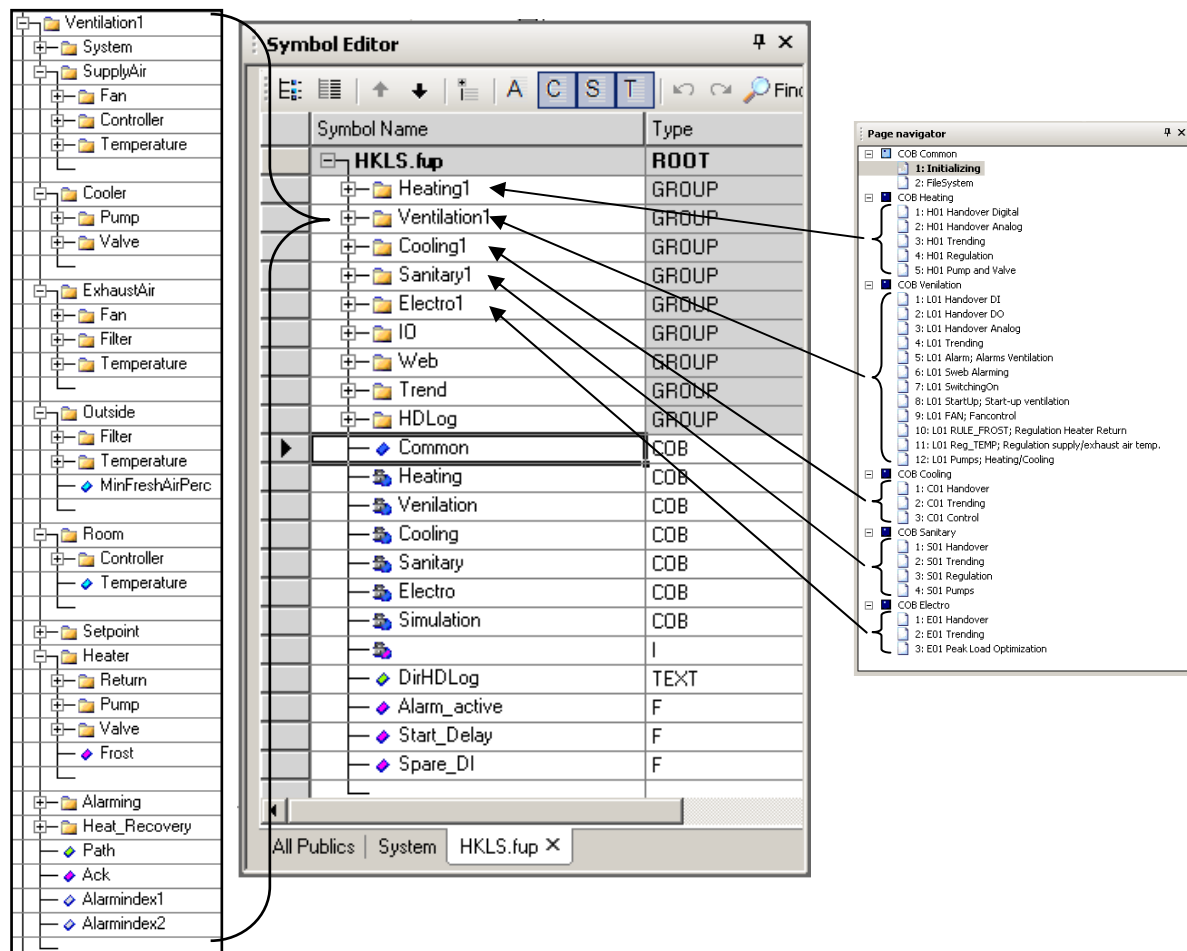 Ventilation1
System
SupplyAir
Fan
Controller
Temperature
Cooler
Pump
Valve
ExhaustAir
Fan
Filter
Temperature
Outside
Filter
Temperature
MinFreshAirPerc
Room
Controller
Temperature
Setpoint
Heater
Return
Pump
Valve
Frost
Alarming
Heat_Recovery
Path
Ack
Alarmindex1
Alarmindex2
Symbol Editor
A C S T Find
Symbol Name Type
HKLS.fup ROOT
Heating1 GROUP
Ventilation1 GROUP
Cooling1 GROUP
Sanitary1 GROUP
Electro1 GROUP
IO GROUP
Web GROUP
Trend GROUP
HDLog GROUP
Common COB
Heating COB
Venilation COB
Cooling COB
Sanitary COB
Electro COB
Simulation COB
I
DirHDLog TEXT
Alarm_active F
Start_Delay F
Spare_DI F
All Publics System HKLS.fup
Page navigator
COB Common
1: Initializing
2: FileSystem
COB Heating
1: H01 Handover Digital
2: H01 Handover Analog
3: H01 Trending
4: H01 Regulation
5: H01 Pump and Valve
COB Venilation
1: L01 Handover DI
2: L01 Handover DO
3: L01 Handover Analog
4: L01 Trending
5: L01 Alarm; Alarms Ventilation
6: L01 Sweb Alarming
7: L01 SwitchingOn
8: L01 StartUp; Start-up ventilation
9: L01 FAN; Fancontrol
10: L01 RULE_FROST; Regulation Heater Return
11: L01 Reg_TEMP; Regulation supply/exhaust air temp.
12: L01 Pumps; Heating/Cooling
COB Cooling
1: C01 Handover
2: C01 Trending
3: C01 Control
COB Sanitary
1: S01 Handover
2: S01 Trending
3: S01 Regulation
4: S01 Pumps
COB Electro
1: E01 Handover
2: E01 Trending
3: E01 Peak Load Optimization